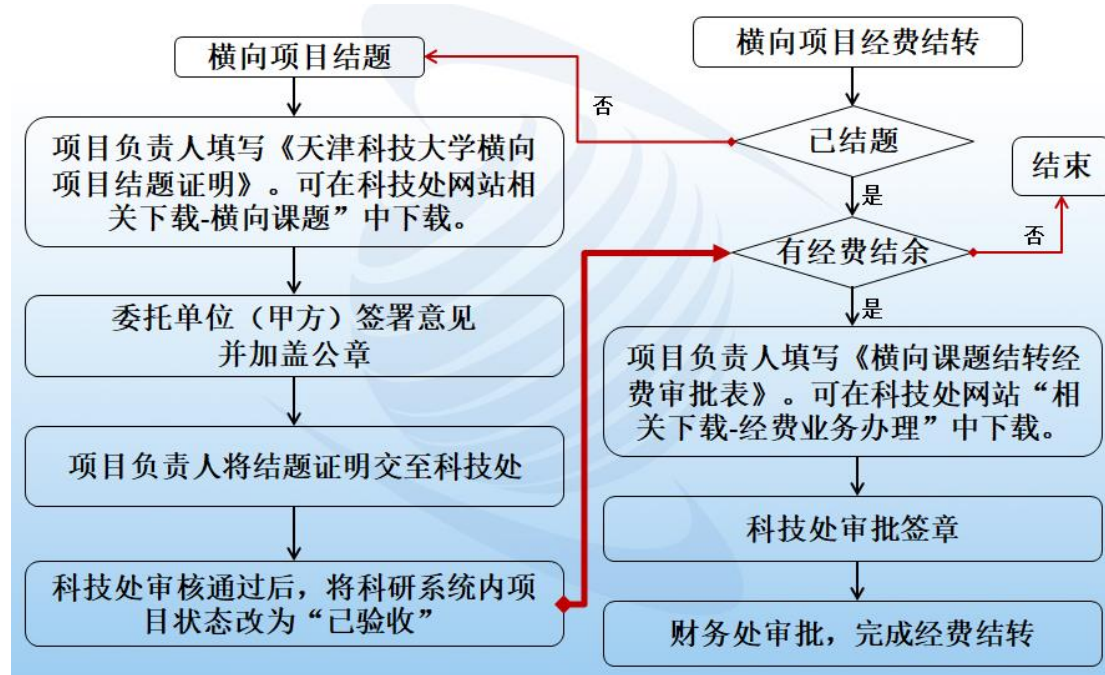 横向项目结题
项目负责人填写《天津科技大学横向
项目结题证明》。可在科技处网站相
关下载-横向课题”中下载。
委托单位（甲方）签署意见
并加盖公章
项目负责人将结题证明交至科技处
科技处审核通过后，将科研系统内项
目状态改为“已验收”
横向项目经费结转
否
已结题
是
结束
否
有经费结余
是
项目负责人填写《横向课题结转经
费审批表》。可在科技处网站“相
关下载-经费业务办理”中下载。
科技处审批签章
财务处审批，完成经费结转